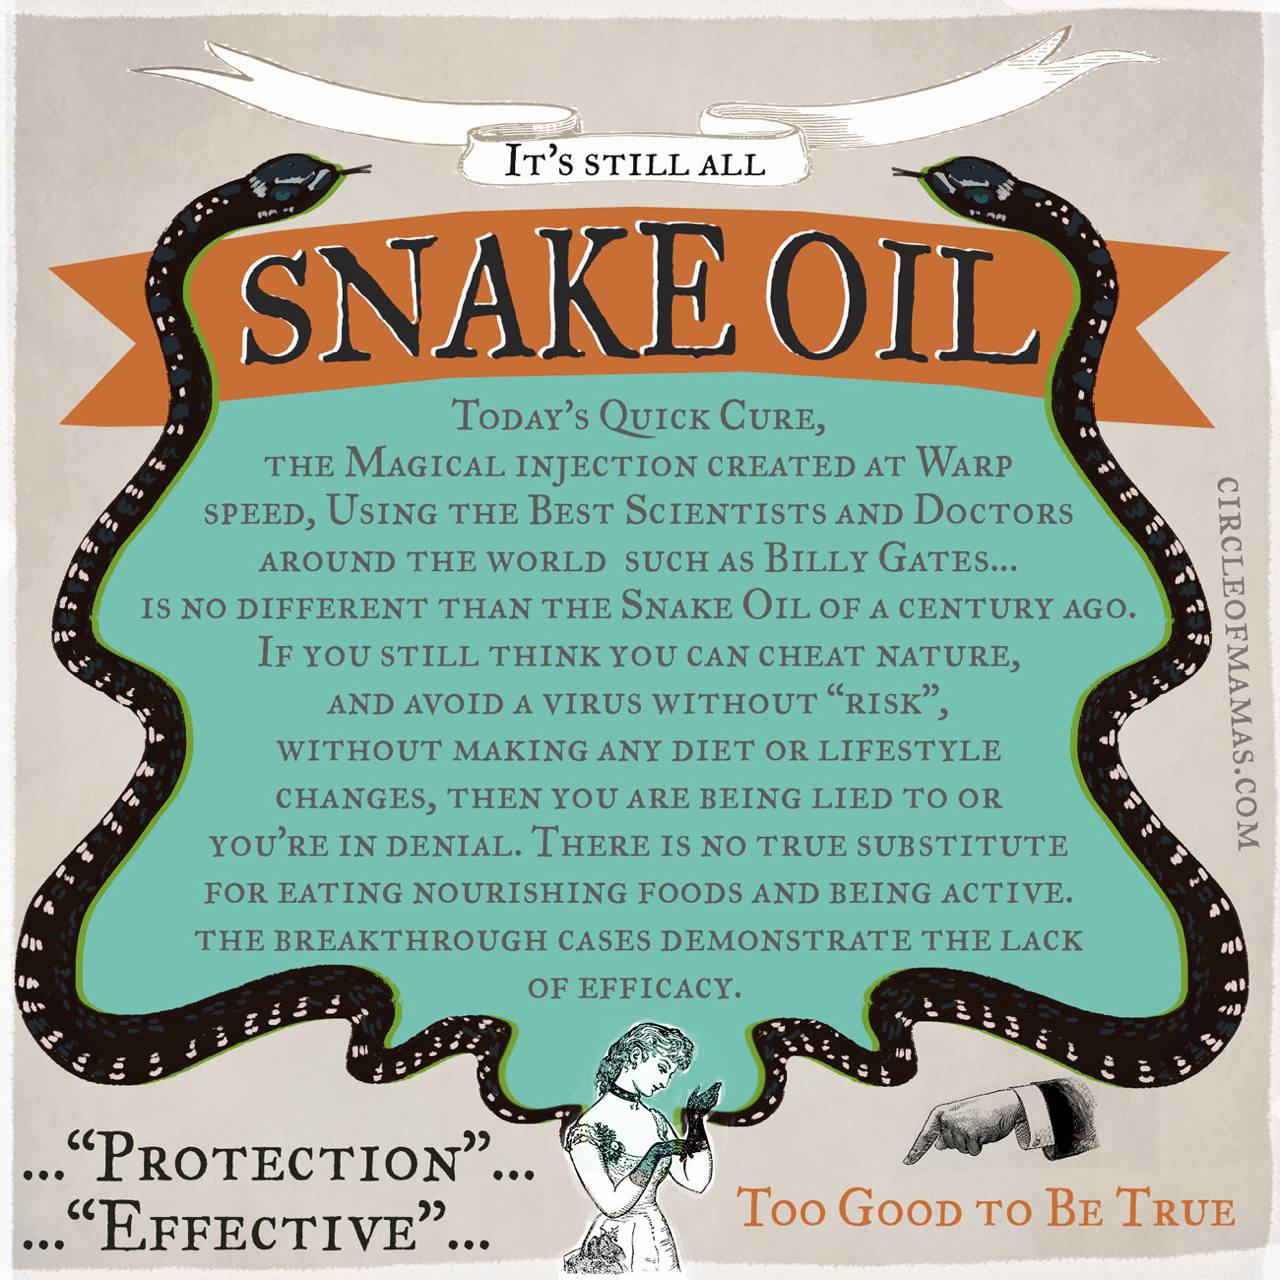 It's still all
SNAKE OIL
Today's Quick Cure,
the Magical injection created at Warp
speed, Using the Best Scientists and Doctors
around the world such as Billy Gates...
is no different than the Snake Oil of a century ago.
If you still think you can cheat nature,
and avoid a virus without “risk”,
without making any diet or lifestyle
changes, then you are being lied to or
you're in denial. There is no true substitute
for eating nourishing foods and being active.
the breakthrough cases demonstrate the lack
of efficacy.
circleofmamas.com
...“Protection”...
...“Effective”...
Too Good to Be True